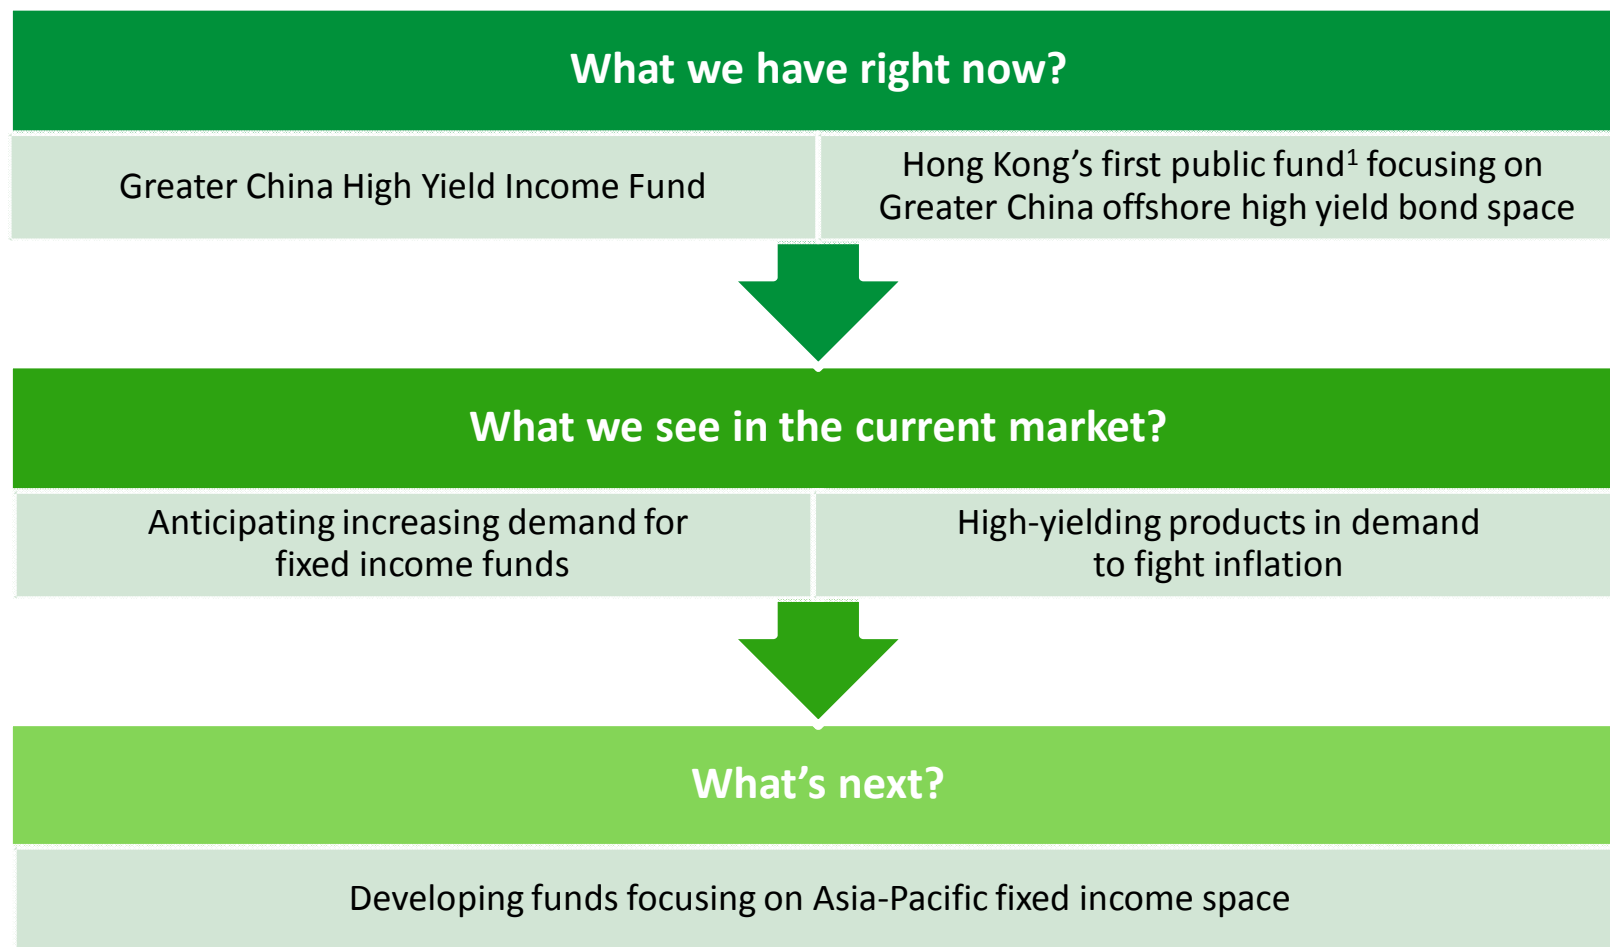 What we have right now?
Greater China High Yield Income Fund
Hong Kong’s first public fund¹ focusing on
Greater China offshore high yield bond space
What we see in the current market?
Anticipating increasing demand for
fixed income funds
High-yielding products in demand
to fight inflation
What’s next?
Developing funds focusing on Asia-Pacific fixed income space